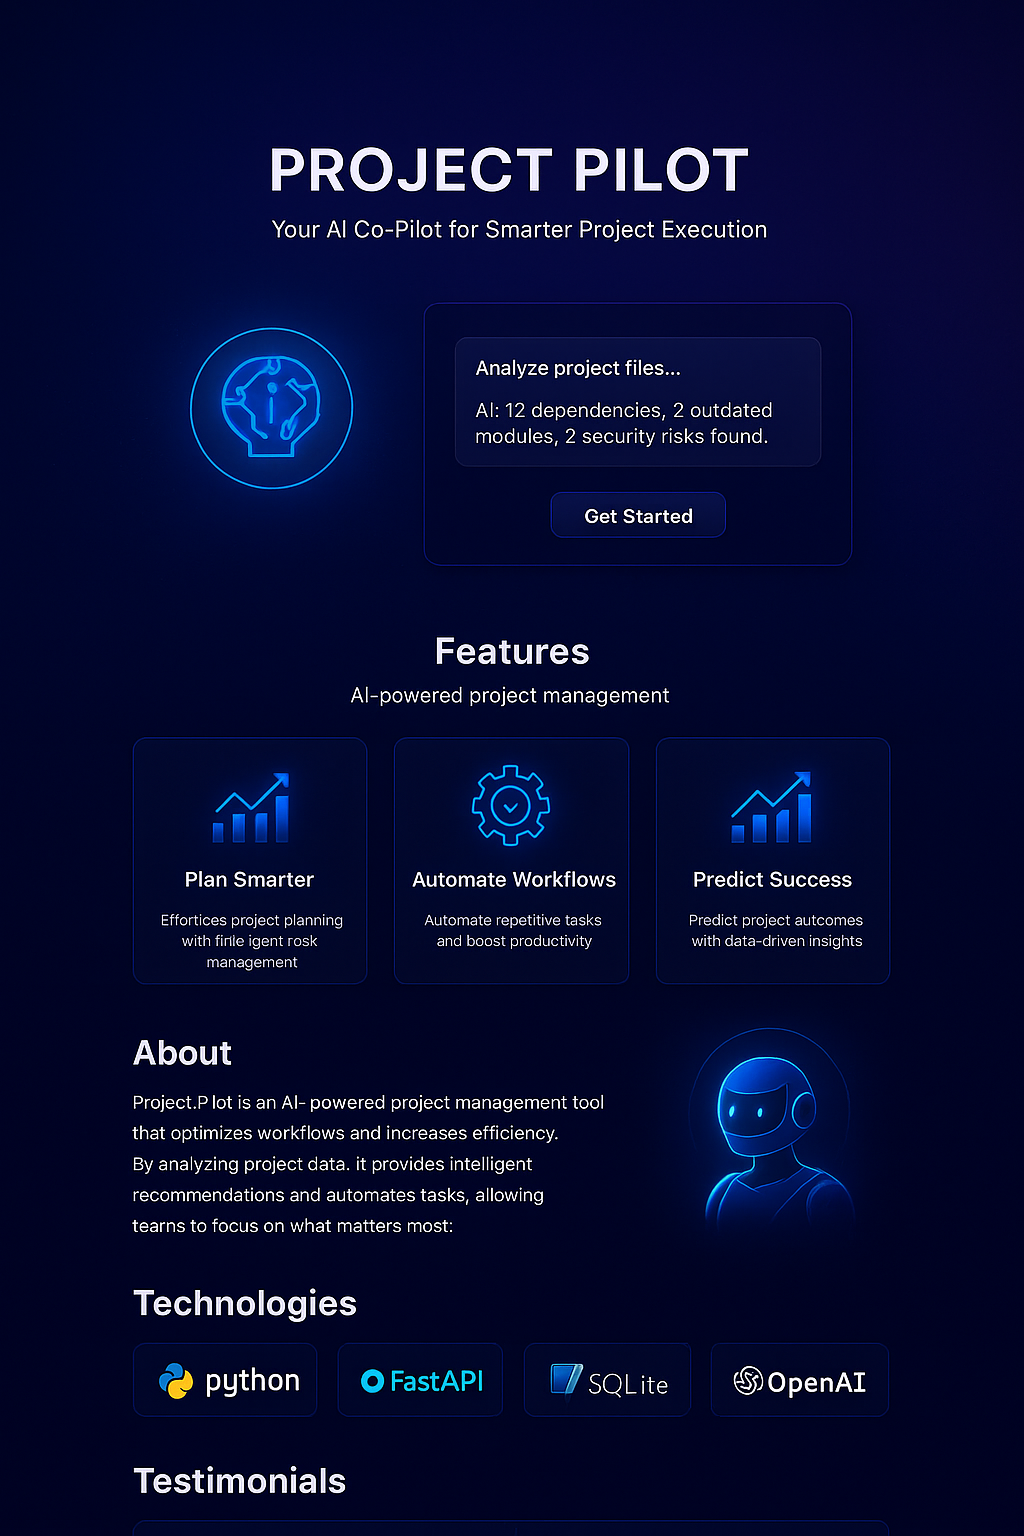 PROJECT PILOT
Your AI Co-Pilot for Smarter Project Execution
Analyze project files...
AI: 12 dependencies, 2 outdated
modules, 2 security risks found.
Get Started
Features
AI-powered project management
Plan Smarter
Effortices project planning
with firlle igent rosk
management
Automate Workflows
Automate repetitive tasks
and boost productivity
Predict Success
Predict project outcomes
with data-driven insights
About
Project.P lot is an AI- powered project management tool
that optimizes workflows and increases efficiency.
By analyzing project data. it provides intelligent
recommendations and automates tasks, allowing
tearns to focus on what matters most:
Technologies
python
FastAPI
SQLite
OpenAI
Testimonials